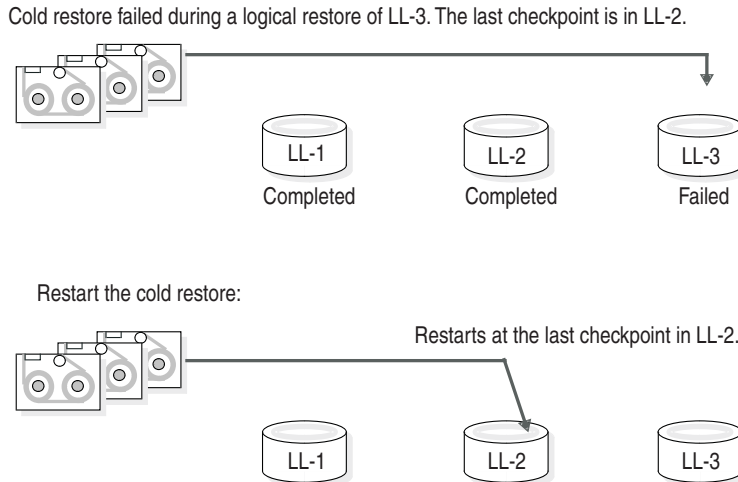 Cold restore failed during a logical restore of LL-3. The last checkpoint is in LL-2.
LL-1
LL-2
LL-3
Completed
Completed
Failed
Restart the cold restore:
Restarts at the last checkpoint in LL-2.
LL-1
LL-2
LL-3